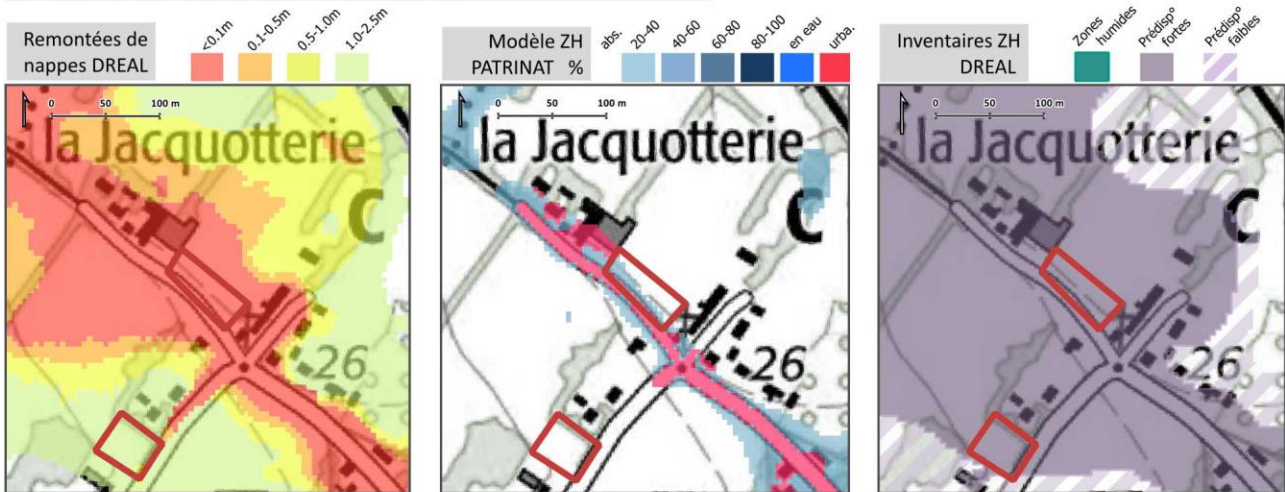 Remontées de
nappes DREAL
<0.1m
0.1-0.5m
0.5-1.0m
1.0-2.5m
0 50 100 m
la Jacquotterie
C
26
Modèle ZH
PATRINAT %
abs.
20-40
40-60
60-80
80-100
en eau
urba.
0 50 100 m
la Jacquotterie
C
26
Inventaires ZH
DREAL
Zones
humides
Prédisp°
fortes
Prédisp°
faibles
0 50 100 m
la Jacquotterie
C
26